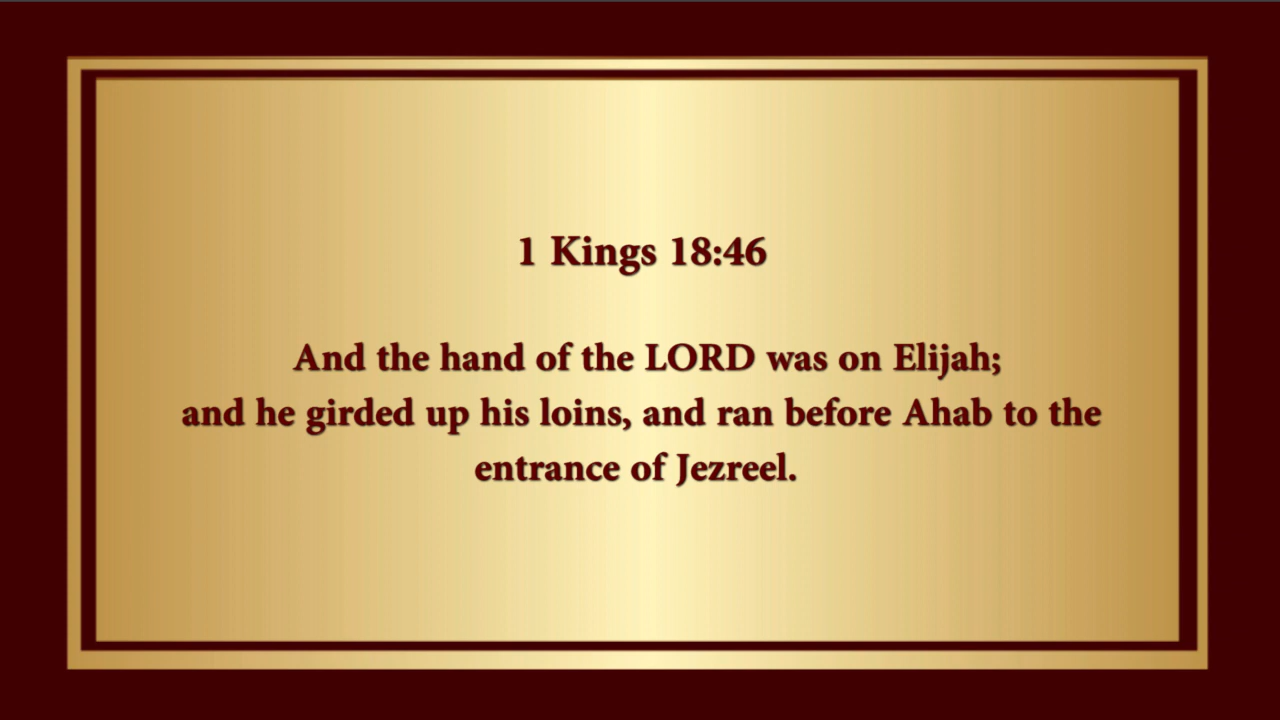 1 Kings 18:46
And the hand of the LORD was on Elijah;
and he girded up his loins, and ran before Ahab to the
entrance of Jezreel.